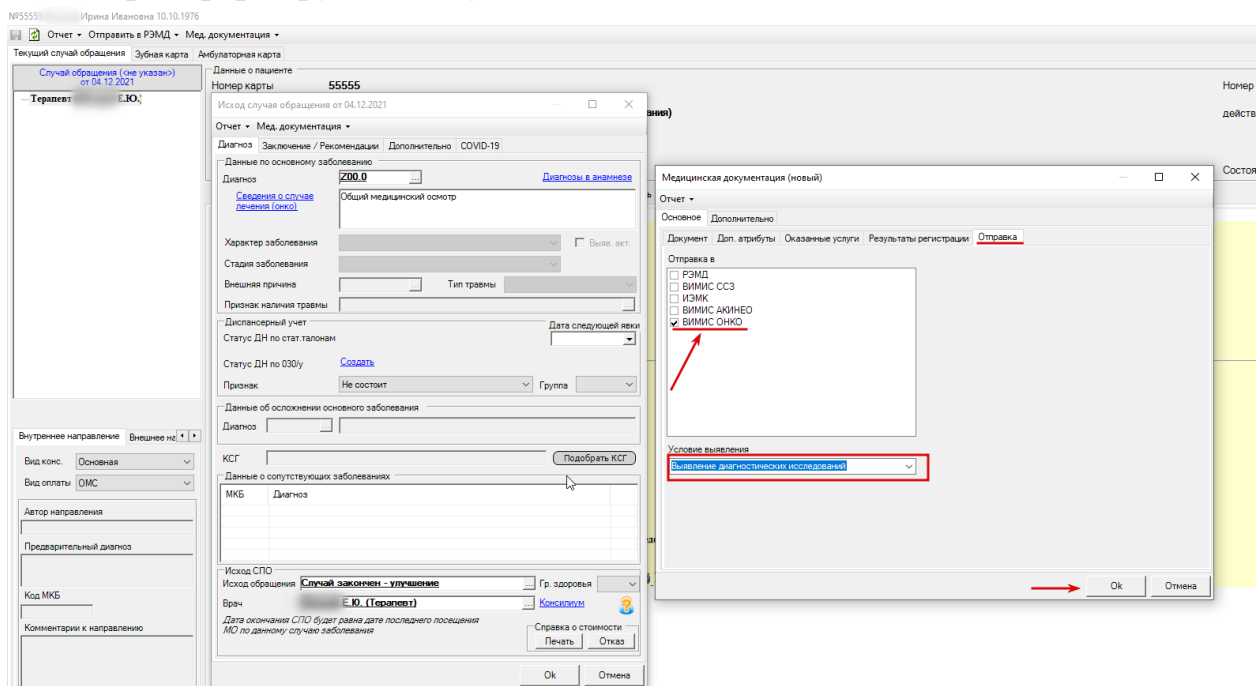 №55555 Ирина Ивановна 10.10.1976
Отчет Отправить в РЭМД Мед. документация
Текущий случай обращения Зубная карта Амбулаторная карта
Случай обращения (<не указан>)
от 04.12.2021
Терапевт Е.Ю.
Данные о пациенте
Номер карты 55555
Номер
действ
Состоя
Исход случая обращения от 04.12.2021
Отчет Мед. документация
Диагноз Заключение / Рекомендации Дополнительно COVID-19
Данные по основному заболеванию
Диагноз Z00.0 ... Диагнозы в анамнезе
Сведения о случае
лечения (онко)
Общий медицинский осмотр
Характер заболевания Выяв. акт.
Стадия заболевания
Внешняя причина ... Тип травмы
Признак наличия травмы ...
Диспансерный учет
Дата следующей явки
Статус ДН по стат.талонам
Статус ДН по 030/у Создать
Признак Не состоит Группа
Данные об осложнении основного заболевания
Диагноз ...
КСГ Подобрать КСГ
Данные о сопутствующих заболеваниях
МКБ Диагноз
Исход СПО
Исход обращения Случай закончен - улучшение ... Гр. здоровья
Врач Е.Ю. (Терапевт) ... Консилиум
Дата окончания СПО будет равна дате последнего посещения
МО по данному случаю заболевания
Справка о стоимости
Печать Отказ
Ok Отмена
Внутреннее направление Внешнее на
Вид конс. Основная
Вид оплаты ОМС
Автор направления
Предварительный диагноз
Код МКБ
Комментарии к направлению
Медицинская документация (новый)
Отчет
Основное Дополнительно
Документ Доп. атрибуты Оказанные услуги Результаты регистрации Отправка
Отправка в
РЭМД
ВИМИС ССЗ
ИЭМК
ВИМИС АКИНЕО
ВИМИС ОНКО
Условие выявления
Выявление диагностических исследований
Ok Отмена